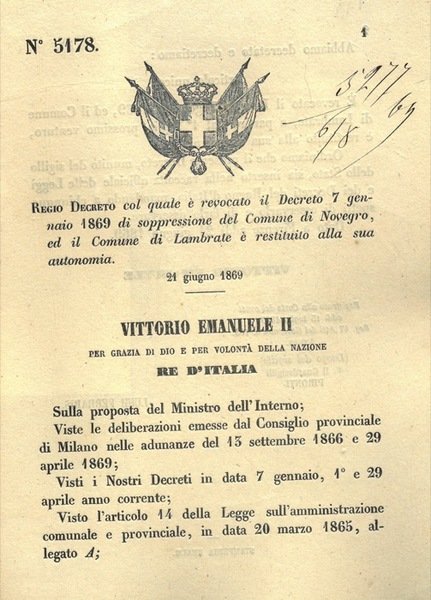 N° 5178.
1
5277
69
6/8
REGIO DECRETO col quale è revocato il Decreto 7 gen-
naio 1869 di soppressione del Comune di Novegro,
ed il Comune di Lambrate è restituito alla sua
autonomia.
21 giugno 1869
VITTORIO EMANUELE II
PER GRAZIA DI DIO E PER VOLONTÀ DELLA NAZIONE
RE D'ITALIA
Sulla proposta del Ministro dell'Interno;
Viste le deliberazioni emesse dal Consiglio provinciale
di Milano nelle adunanze del 13 settembre 1866 e 29
aprile 1869;
Visti i Nostri Decreti in data 7 gennaio, 1° e 29
aprile anno corrente;
Visto l'articolo 14 della Legge sull'amministrazione
comunale e provinciale, in data 20 marzo 1865, al-
legato A;